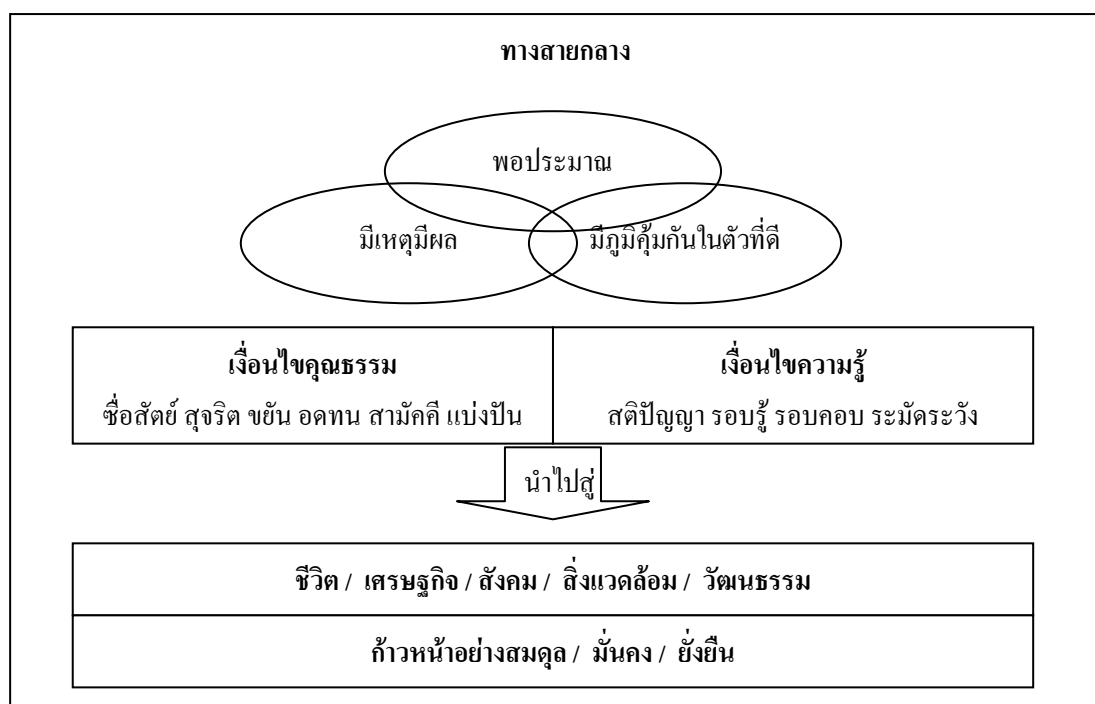 ทางสายกลาง
พอประมาณ
มีเหตุมีผล
มีภูมิคุ้มกันในตัวที่ดี
เงื่อนไขคุณธรรม
ซื่อสัตย์ สุจริต ขยัน อดทน สามัคคี แบ่งปัน
เงื่อนไขความรู้
สติปัญญา รอบรู้ รอบคอบ ระมัดระวัง
นำไปสู่
ชีวิต / เศรษฐกิจ / สังคม / สิ่งแวดล้อม / วัฒนธรรม
ก้าวหน้าอย่างสมดุล / มั่นคง / ยั่งยืน